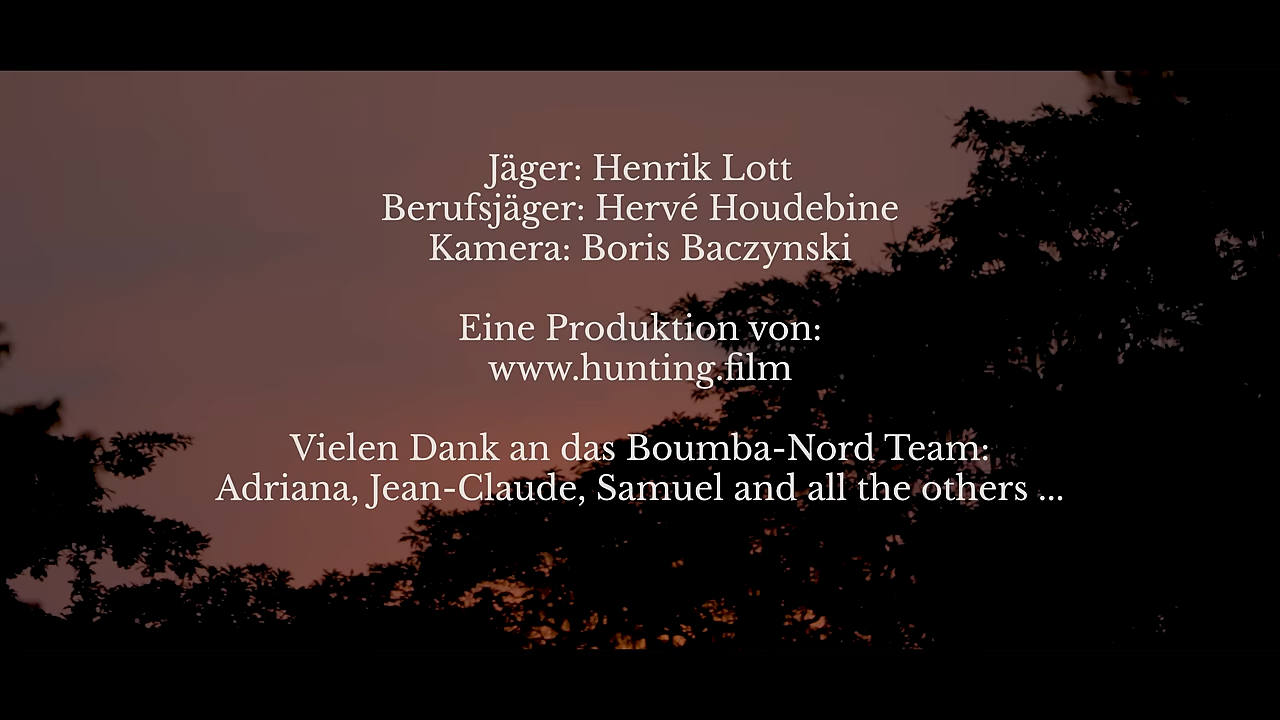 Jäger: Henrik Lott
Berufsjäger: Hervé Houdebine
Kamera: Boris Baczynski
Eine Produktion von:
www.hunting.film
Vielen Dank an das Boumba-Nord Team:
Adriana, Jean-Claude, Samuel and all the others ...